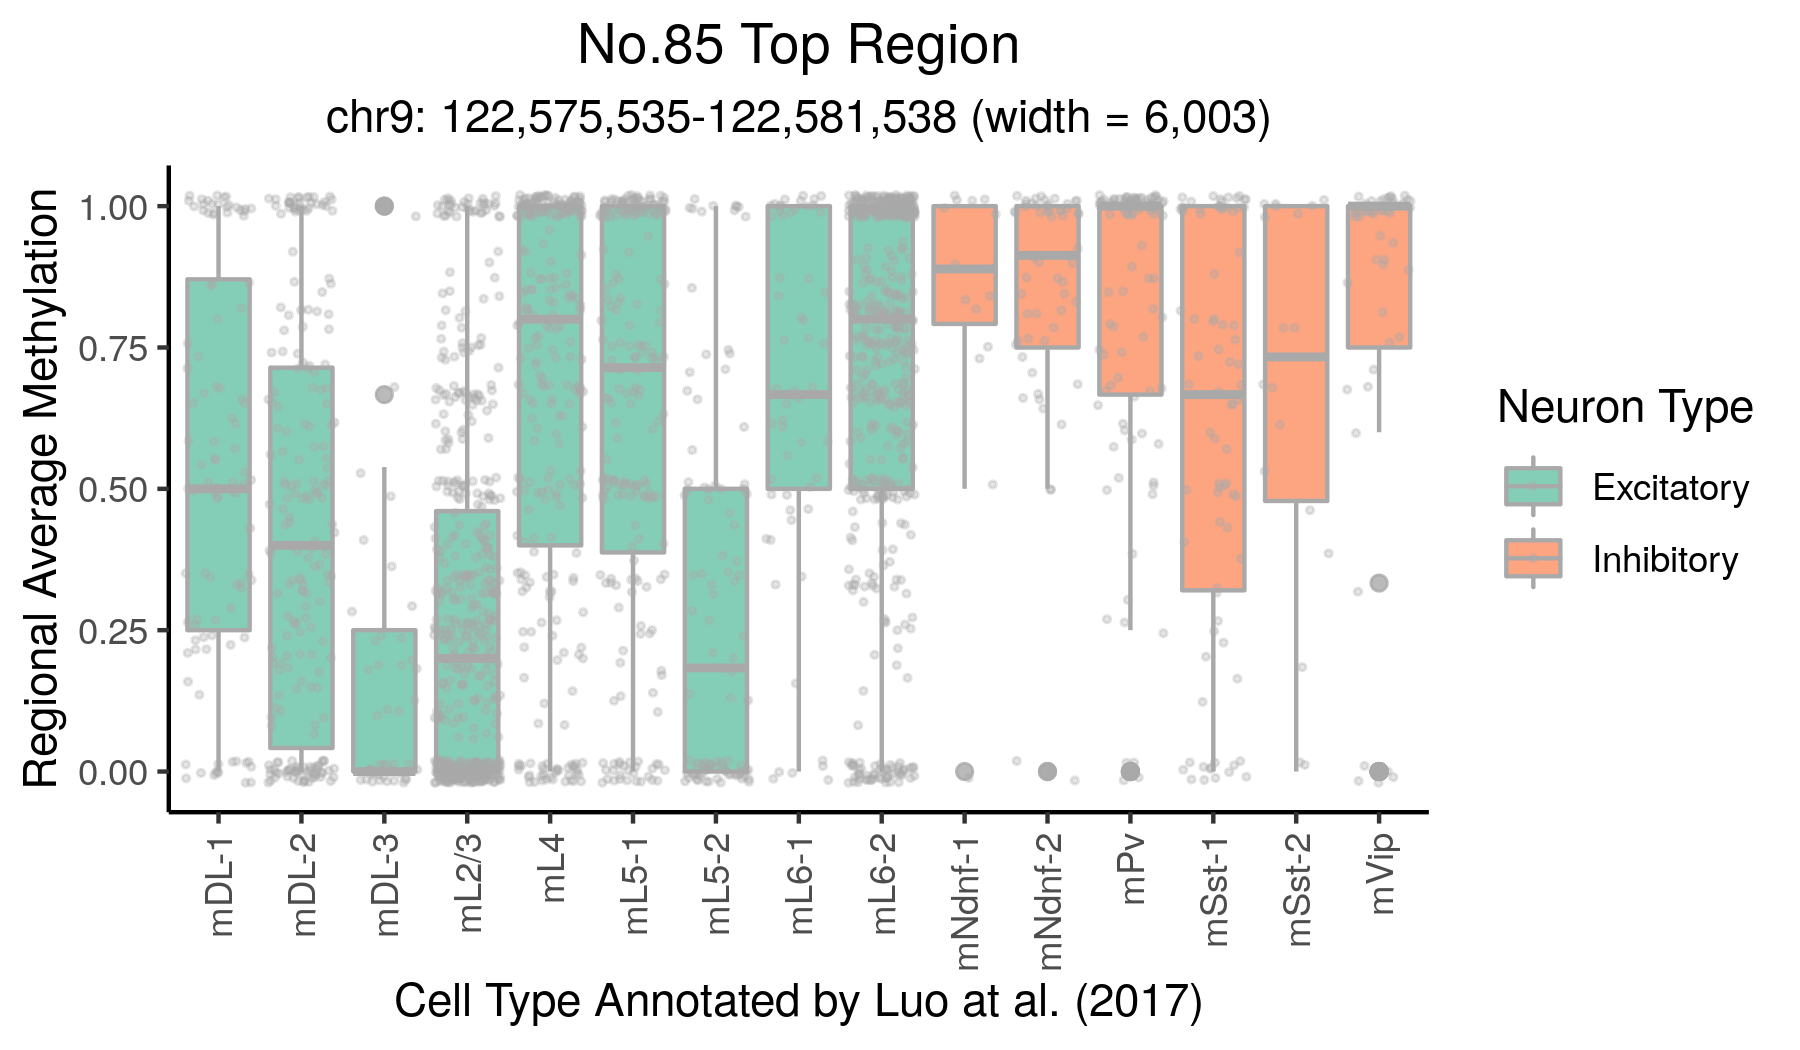 No.85 Top Region
chr9: 122,575,535-122,581,538 (width = 6,003)
Regional Average Methylation
1.00
0.75
0.50
0.25
0.00
mDL-1
mDL-2
mDL-3
mL2/3
mL4
mL5-1
mL5-2
mL6-1
mL6-2
mNdnf-1
mNdnf-2
mPv
mSst-1
mSst-2
mVip
Cell Type Annotated by Luo at al. (2017)
Neuron Type
Excitatory
Inhibitory